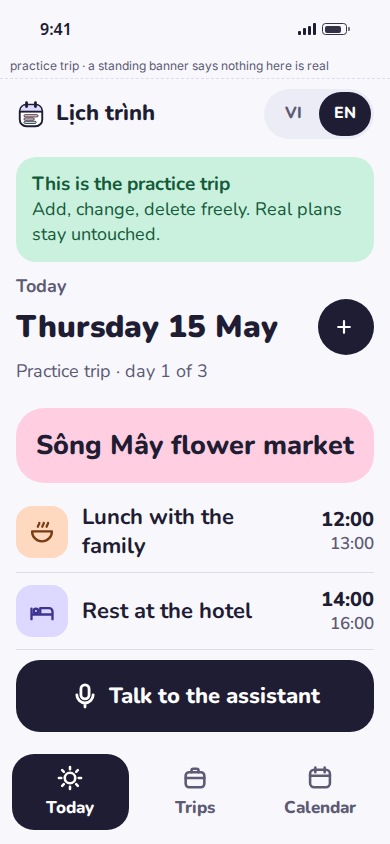 9:41
practice trip · a standing banner says nothing here is real
Lịch trình
VI
EN
This is the practice trip
Add, change, delete freely. Real plans
stay untouched.
Today
Thursday 15 May
Practice trip · day 1 of 3
Sông Mây flower market
Lunch with the
family
12:00
13:00
Rest at the hotel
14:00
16:00
Talk to the assistant
Today
Trips
Calendar